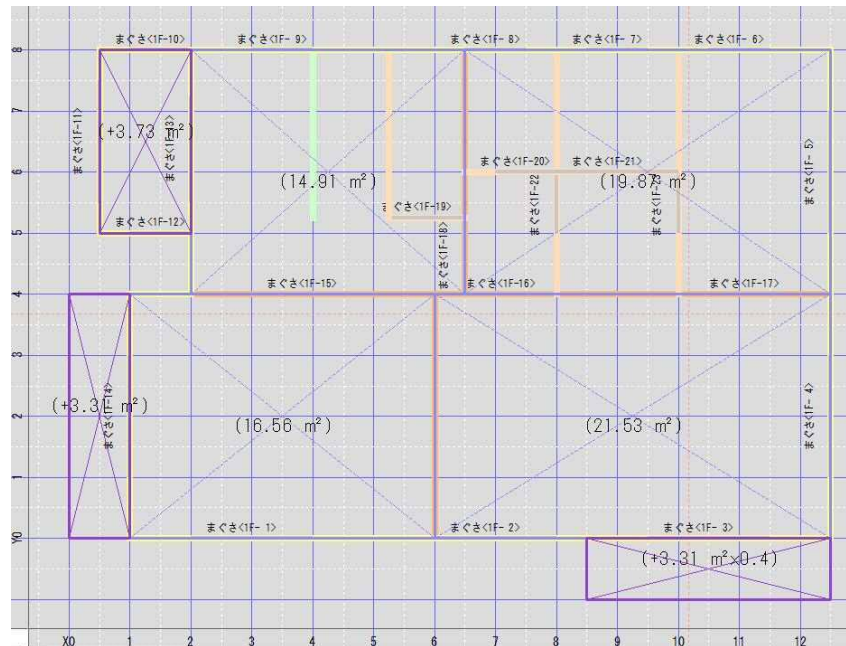 まぐさ<1F-10>
まぐさ<1F- 9>
まぐさ<1F- 8>
まぐさ<1F- 7>
まぐさ<1F- 6>
8
7
まぐさ<1F-11>
(+3.73 m²)
まぐさ<1F-13>
まぐさ<1F-20>
まぐさ<1F-21>
まぐさ<1F- 5>
6
(14.91 m²)
(19.87 m²)
まぐさ<1F-22>
まぐさ<1F-23>
まぐさ<1F-19>
まぐさ<1F-12>
まぐさ<1F-18>
5
まぐさ<1F-15>
まぐさ<1F-16>
まぐさ<1F-17>
4
3
(+3.31 m²)
まぐさ<1F-14>
まぐさ<1F- 4>
2
(16.56 m²)
(21.53 m²)
1
まぐさ<1F- 1>
まぐさ<1F- 2>
まぐさ<1F- 3>
Y0
(+3.31 m²×0.4)
X0 1 2 3 4 5 6 7 8 9 10 11 12